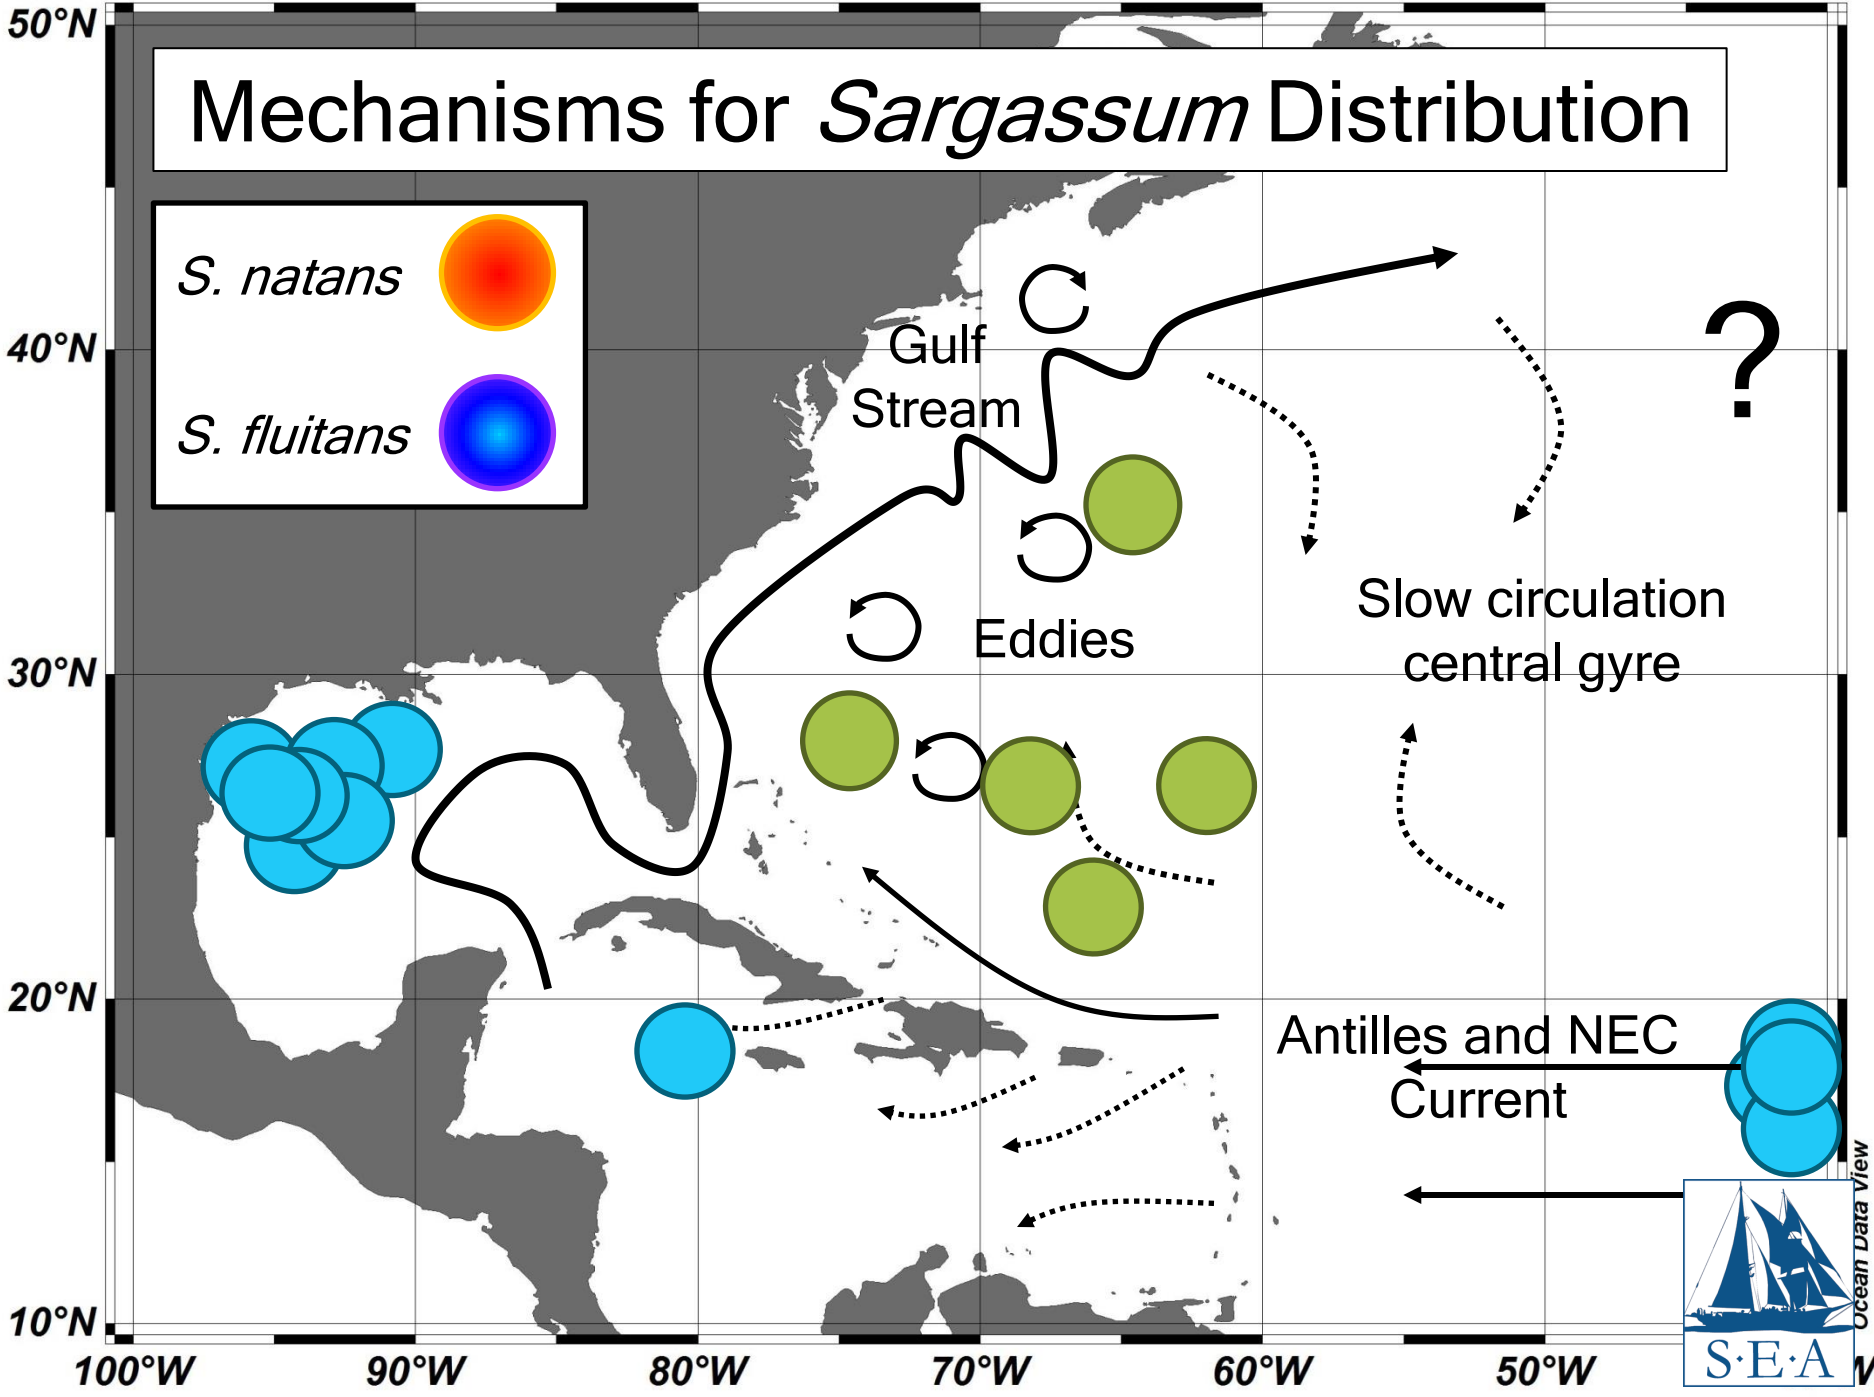 Mechanisms for Sargassum Distribution
S. natans
S. fluitans
Gulf
Stream
?
Eddies
Slow circulation
central gyre
Antilles and NEC
Current
50°N
40°N
30°N
20°N
10°N
100°W
90°W
80°W
70°W
60°W
50°W
W
Ocean Data View
S·E·A